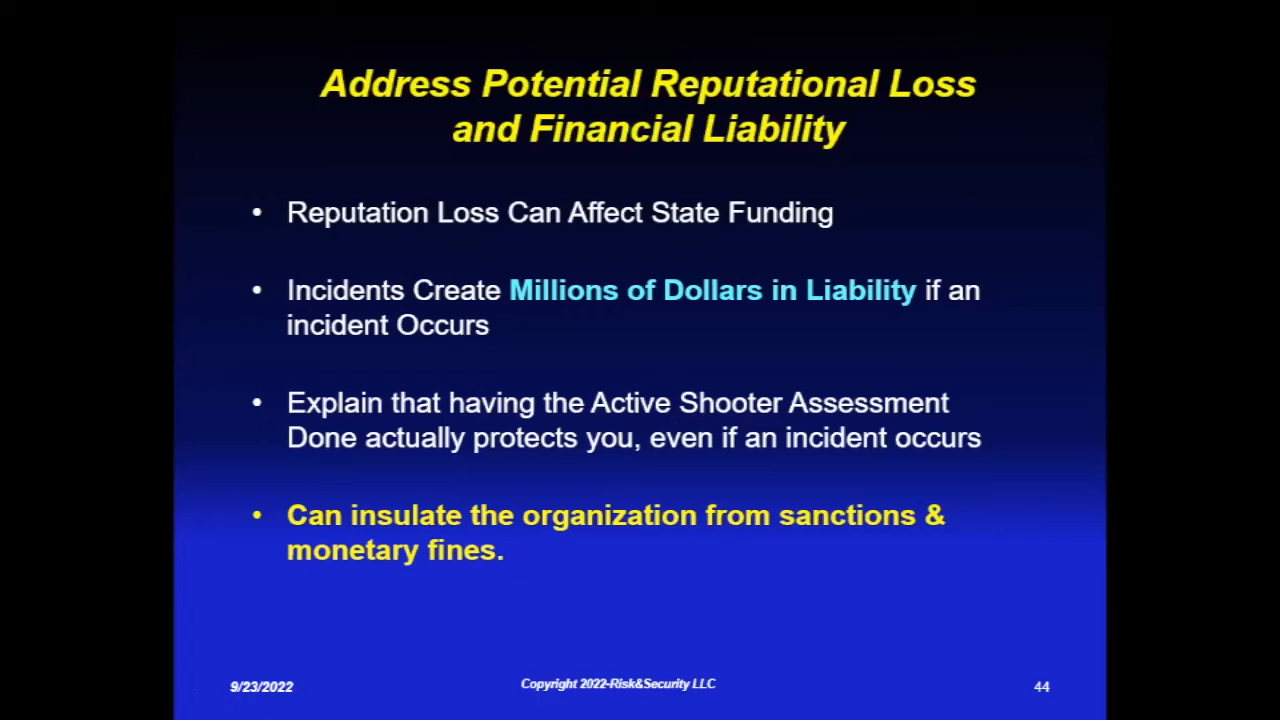 Address Potential Reputational Loss
and Financial Liability
• Reputation Loss Can Affect State Funding
• Incidents Create Millions of Dollars in Liability if an
incident Occurs
• Explain that having the Active Shooter Assessment
Done actually protects you, even if an incident occurs
• Can insulate the organization from sanctions &
monetary fines.
9/23/2022
Copyright 2022-Risk&Security LLC
44